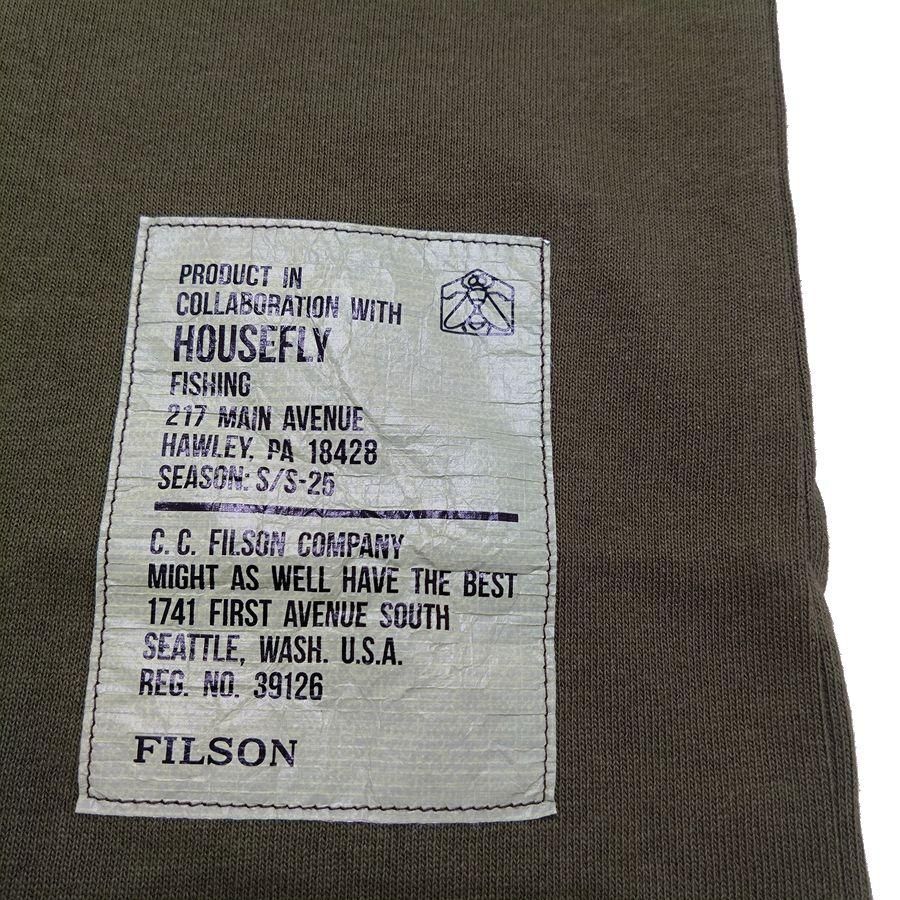 PRODUCT IN
COLLABORATION WITH
HOUSEFLY
FISHING
217 MAIN AVENUE
HAWLEY, PA 18428
SEASON: S/S-25
C. C. FILSON COMPANY
MIGHT AS WELL HAVE THE BEST
1741 FIRST AVENUE SOUTH
SEATTLE, WASH. U.S.A.
REG. NO. 39126
FILSON